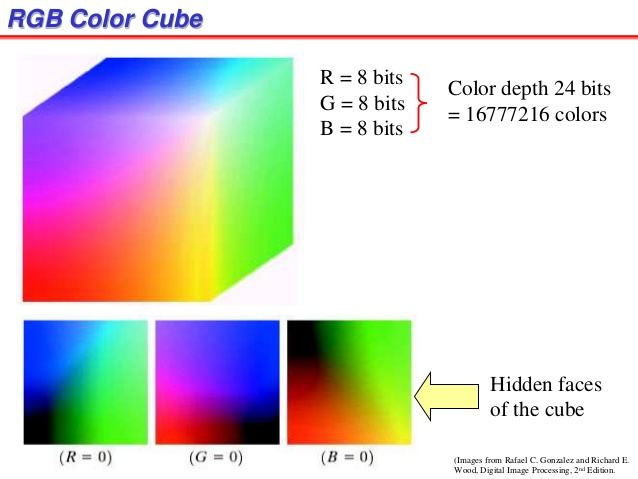 RGB Color Cube
R = 8 bits
G = 8 bits
B = 8 bits
Color depth 24 bits
= 16777216 colors
(R = 0)
(G = 0)
(B = 0)
Hidden faces
of the cube
(Images from Rafael C. Gonzalez and Richard E.
Wood, Digital Image Processing, 2nd Edition.